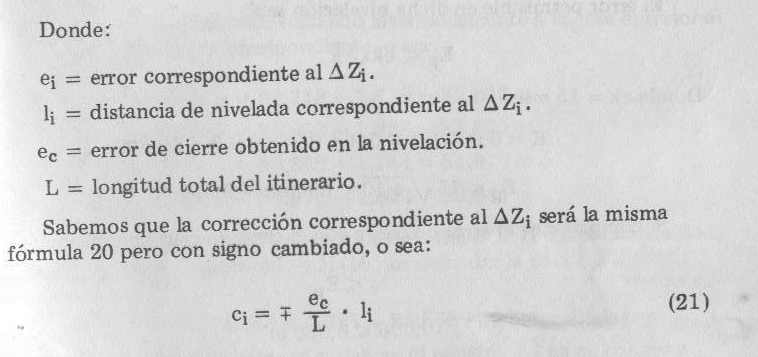 Donde:
eᵢ = error correspondiente al ΔZᵢ.
lᵢ = distancia de nivelada correspondiente al ΔZᵢ.
e_c = error de cierre obtenido en la nivelación.
L = longitud total del itinerario.
Sabemos que la corrección correspondiente al ΔZᵢ será la misma
fórmula 20 pero con signo cambiado, o sea:
cᵢ = ∓ e_c/L · lᵢ (21)